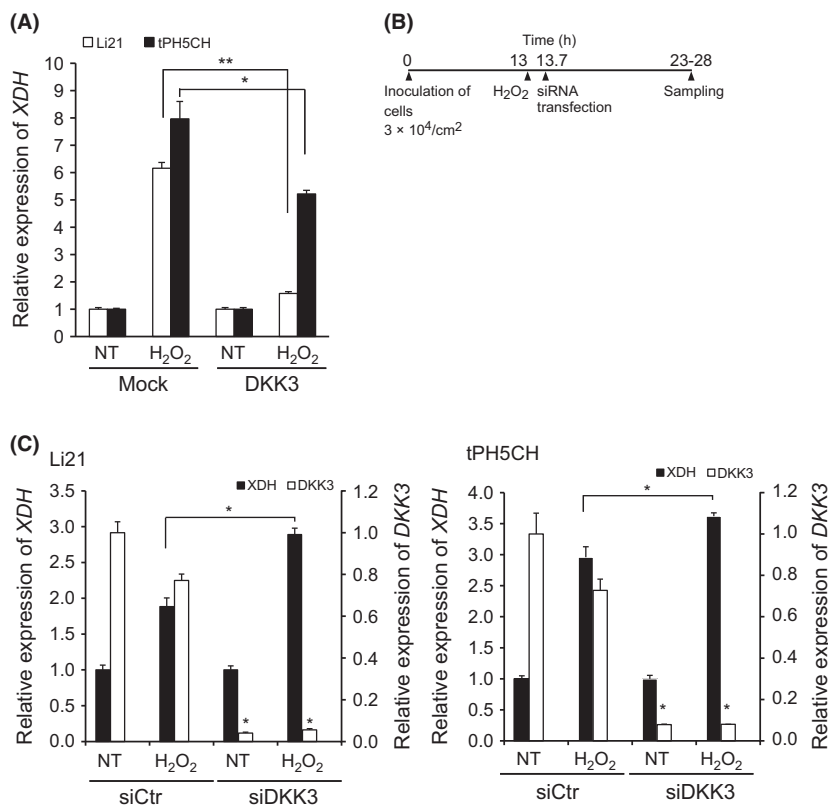 (A)
Li21 tPH5CH
Relative expression of XDH
10
9
8
7
6
5
4
3
2
1
0
**
*
NT H₂O₂ NT H₂O₂
Mock DKK3
(B)
Time (h)
0 13 13.7 23-28
Inoculation of cells 3 × 10⁴/cm²
H₂O₂
siRNA transfection
Sampling
(C)
Li21
XDH DKK3
Relative expression of XDH
3.5
3.0
2.5
2.0
1.5
1.0
0.5
0.0
*
* *
1.2
1.0
0.8
0.6
0.4
0.2
0.0
Relative expression of DKK3
NT H₂O₂ NT H₂O₂
siCtr siDKK3
tPH5CH
XDH DKK3
Relative expression of XDH
4.0
3.5
3.0
2.5
2.0
1.5
1.0
0.5
0.0
*
* *
1.2
1.0
0.8
0.6
0.4
0.2
0.0
Relative expression of DKK3
NT H₂O₂ NT H₂O₂
siCtr siDKK3